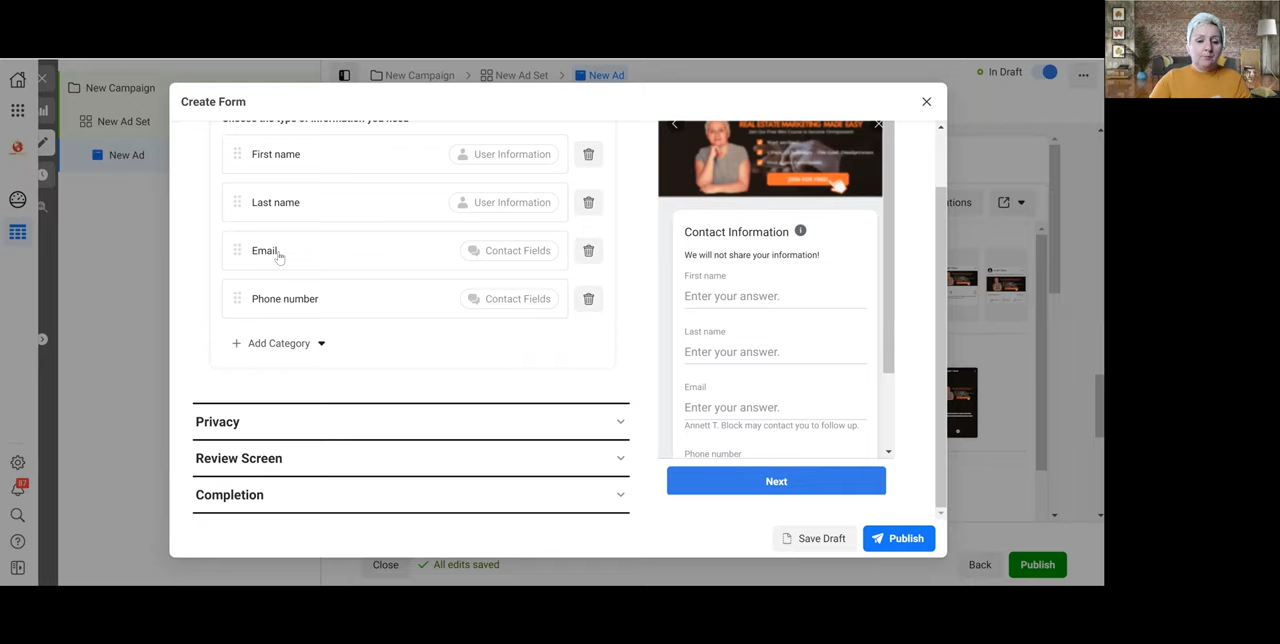 New Campaign
New Ad Set
New Ad
New Campaign
New Ad Set
New Ad
In Draft
Create Form
First name
User Information
Last name
User Information
Email
Contact Fields
Phone number
Contact Fields
+ Add Category
Privacy
Review Screen
Completion
REAL ESTATE MARKETING MADE EASY
JOIN FOR FREE
Contact Information
We will not share your information!
First name
Enter your answer.
Last name
Enter your answer.
Email
Enter your answer.
Annett T. Block may contact you to follow up.
Phone number
Next
Save Draft
Publish
87
Close
All edits saved
Back
Publish